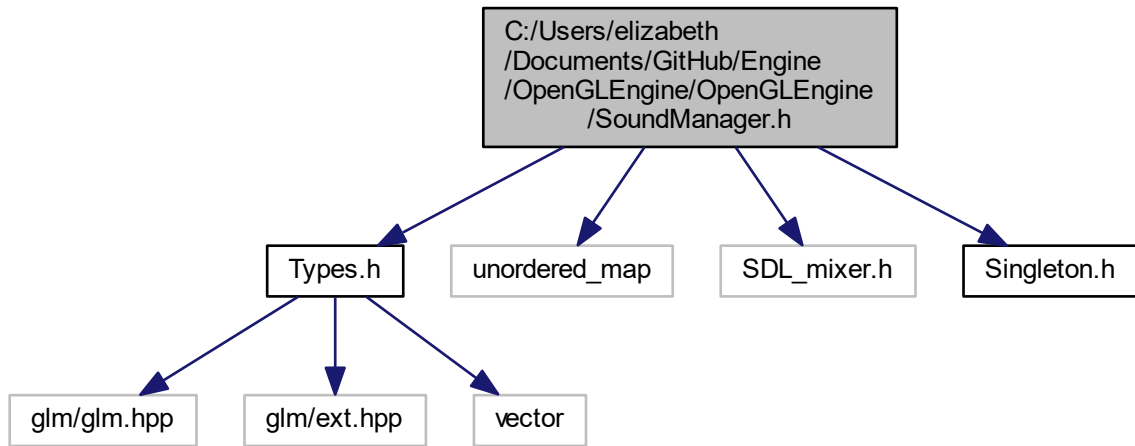 C:/Users/elizabeth
/Documents/GitHub/Engine
/OpenGLEngine/OpenGLEngine
/SoundManager.h
Types.h
unordered_map
SDL_mixer.h
Singleton.h
glm/glm.hpp
glm/ext.hpp
vector